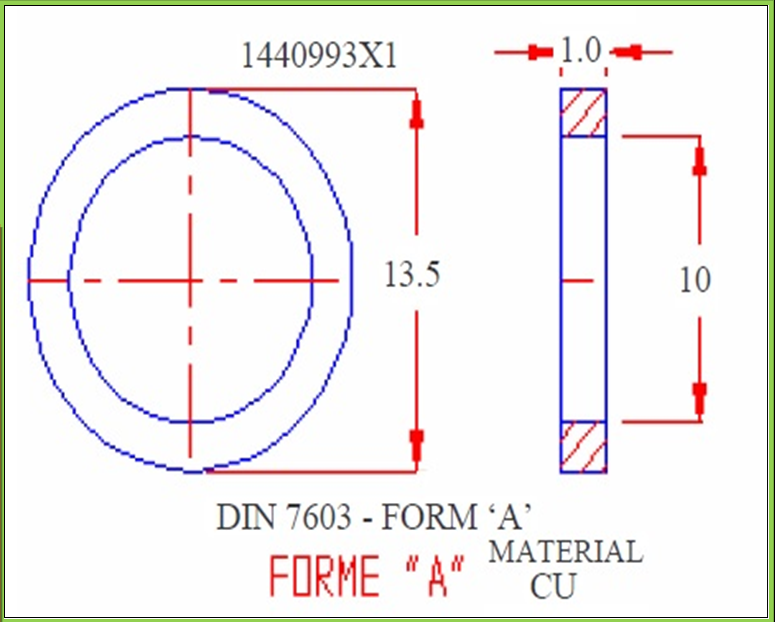 1440993X1
1.0
13.5
10
DIN 7603 - FORM ‘A’
FORME "A"
MATERIAL
CU